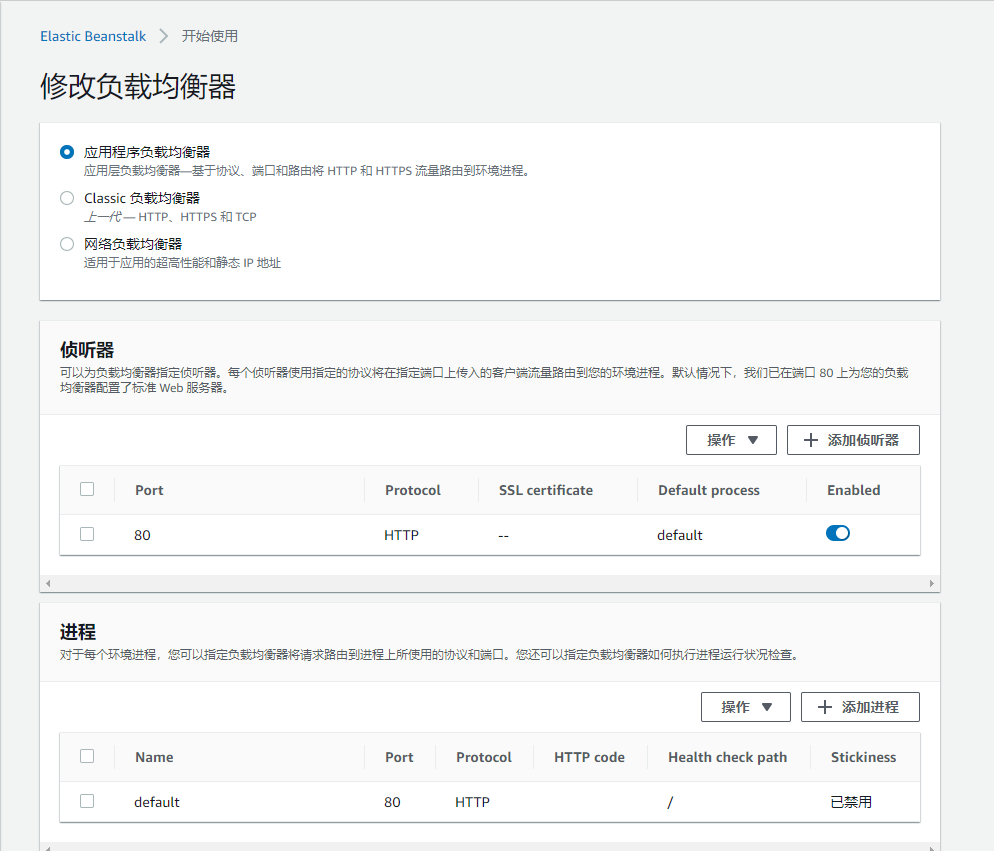 Elastic Beanstalk > 开始使用
修改负载均衡器
应用程序负载均衡器
应用层负载均衡器—基于协议、端口和路由将 HTTP 和 HTTPS 流量路由到环境进程。
Classic 负载均衡器
上一代 — HTTP、HTTPS 和 TCP
网络负载均衡器
适用于应用的超高性能和静态 IP 地址
侦听器
可以为负载均衡器指定侦听器。每个侦听器使用指定的协议将在指定端口上传入的客户端流量路由到您的环境进程。默认情况下，我们已在端口 80 上为您的负载
均衡器配置了标准 Web 服务器。
操作 添加侦听器
Port Protocol SSL certificate Default process Enabled
80 HTTP -- default
进程
对于每个环境进程，您可以指定负载均衡器将请求路由到进程上所使用的协议和端口。您还可以指定负载均衡器如何执行进程运行状况检查。
操作 添加进程
Name Port Protocol HTTP code Health check path Stickiness
default 80 HTTP / 已禁用